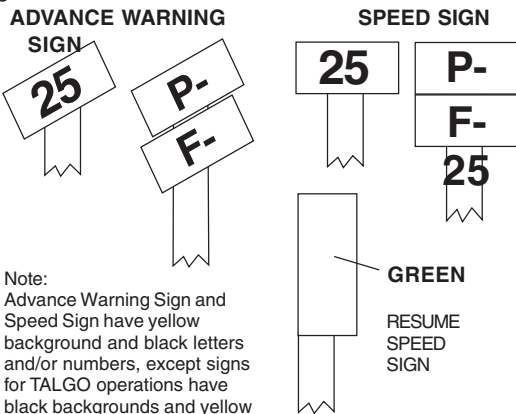 ADVANCE WARNING
SIGN
25
P-
F-
SPEED SIGN
25
P-
F-
25
GREEN
RESUME
SPEED
SIGN
Note:
Advance Warning Sign and
Speed Sign have yellow
background and black letters
and/or numbers, except signs
for TALGO operations have
black backgrounds and yellow